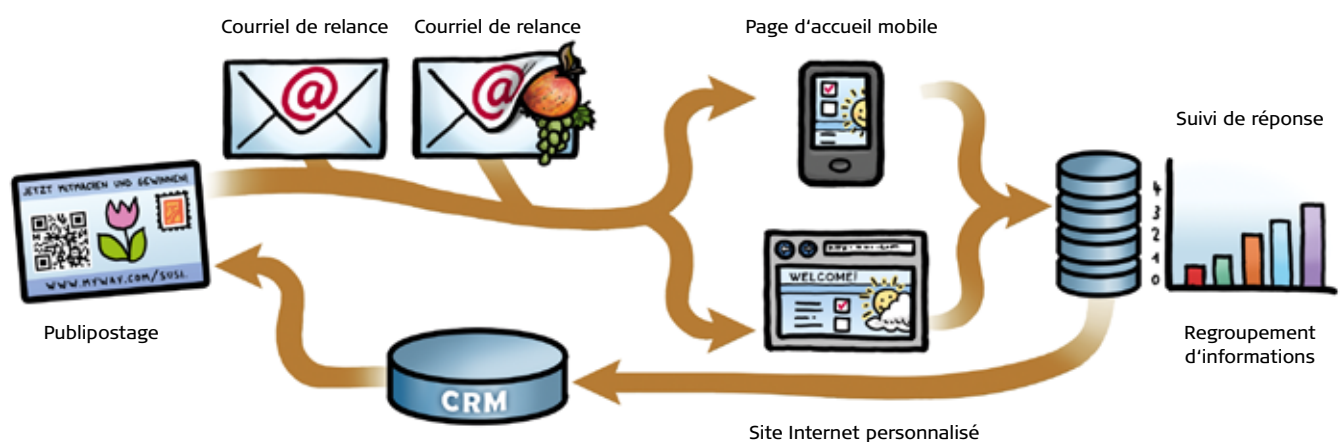 Courriel de relance
Courriel de relance
Page d‘accueil mobile
Suivi de réponse
JETZT MITMACHEN UND GEWINNEN!
WWW.MYWAY.COM/SUSI.
WELCOME!
4
3
2
1
0
Publipostage
CRM
Regroupement
d‘informations
Site Internet personnalisé